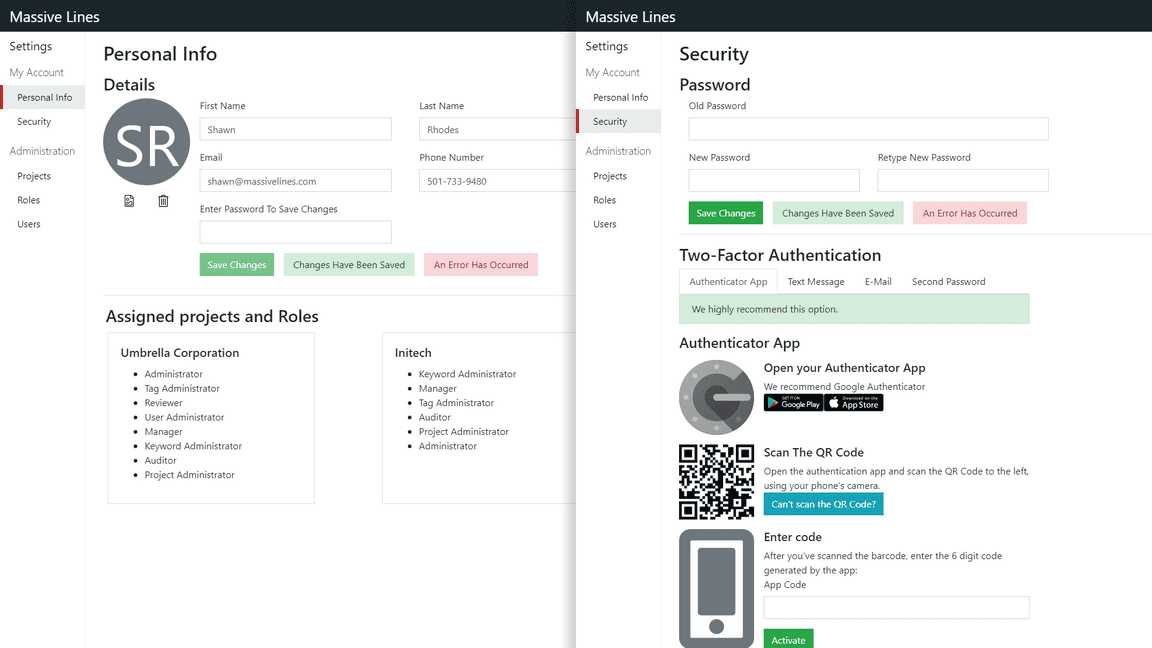 Massive Lines
Settings
My Account
Personal Info
Security
Administration
Projects
Roles
Users
Personal Info
Details
SR
First Name
Last Name
Shawn
Rhodes
Email
Phone Number
shawn@massivelines.com
501-733-9480
Enter Password To Save Changes
Save Changes
Changes Have Been Saved
An Error Has Occurred
Assigned projects and Roles
Umbrella Corporation
Administrator
Tag Administrator
Reviewer
User Administrator
Manager
Keyword Administrator
Auditor
Project Administrator
Initech
Keyword Administrator
Manager
Tag Administrator
Auditor
Project Administrator
Administrator
Massive Lines
Settings
My Account
Personal Info
Security
Administration
Projects
Roles
Users
Security
Password
Old Password
New Password
Retype New Password
Save Changes
Changes Have Been Saved
An Error Has Occurred
Two-Factor Authentication
Authenticator App
Text Message
E-Mail
Second Password
We highly recommend this option.
Authenticator App
Open your Authenticator App
We recommend Google Authenticator
GET IT ON
Google Play
Download on the
App Store
Scan The QR Code
Open the authentication app and scan the QR Code to the left,
using your phone's camera.
Can't scan the QR Code?
Enter code
After you've scanned the barcode, enter the 6 digit code
generated by the app:
App Code
Activate